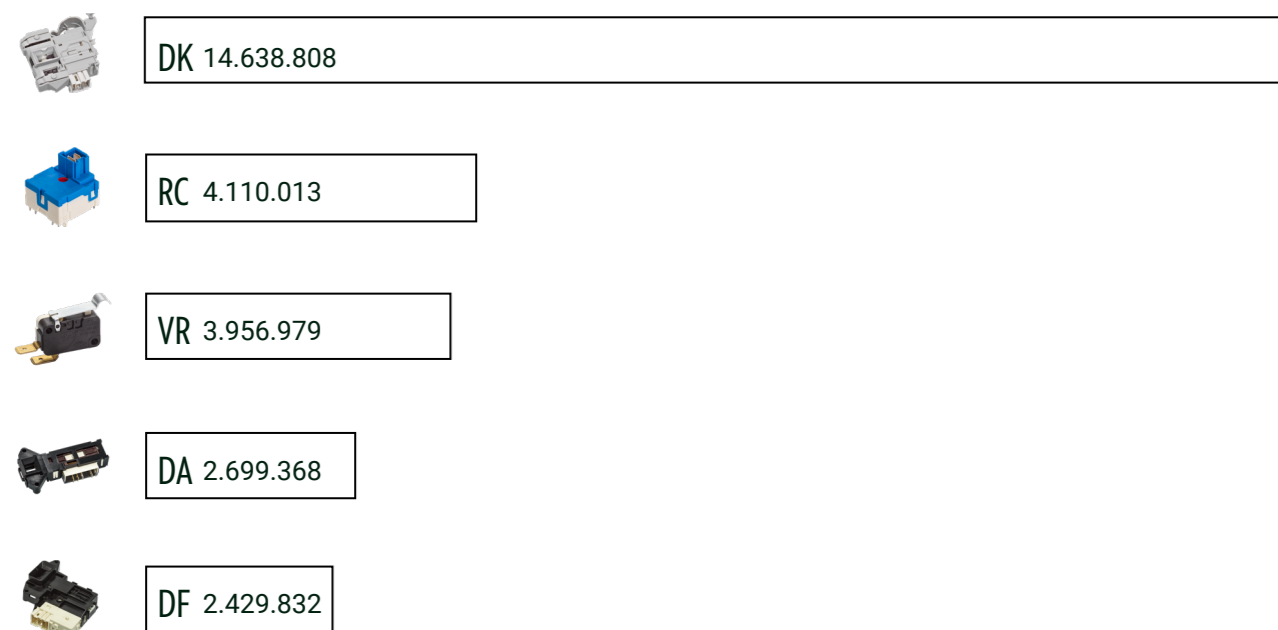 DK 14.638.808
RC 4.110.013
VR 3.956.979
DA 2.699.368
DF 2.429.832